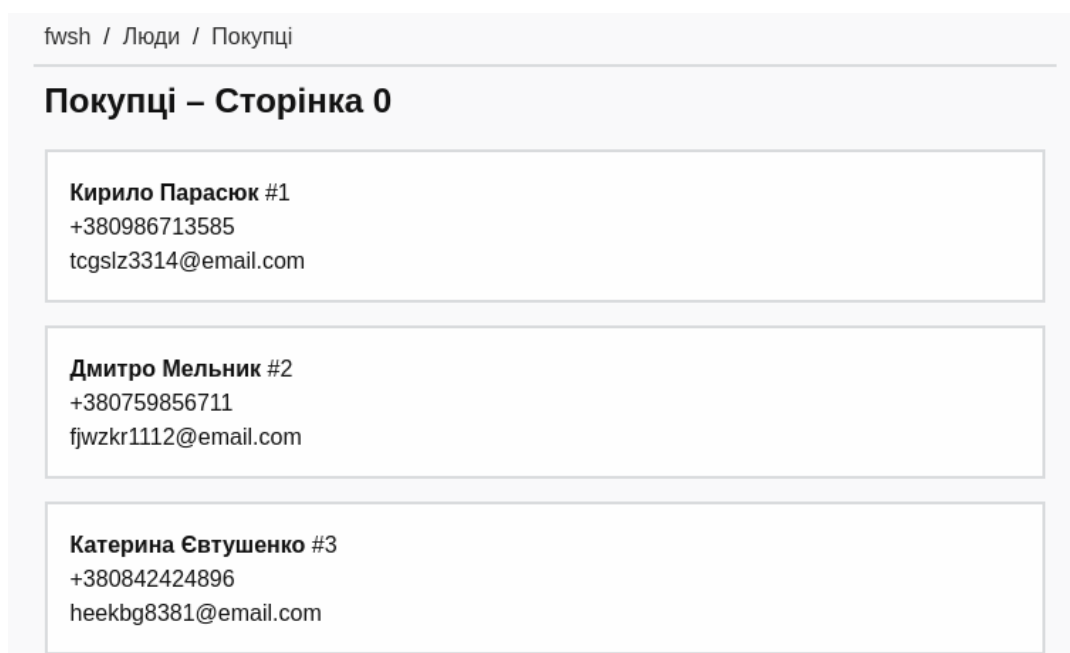 fwsh / Люди / Покупці
Покупці – Сторінка 0
Кирило Парасюк #1
+380986713585
tcgslz3314@email.com
Дмитро Мельник #2
+380759856711
fjwzkr1112@email.com
Катерина Євтушенко #3
+380842424896
heekbg8381@email.com